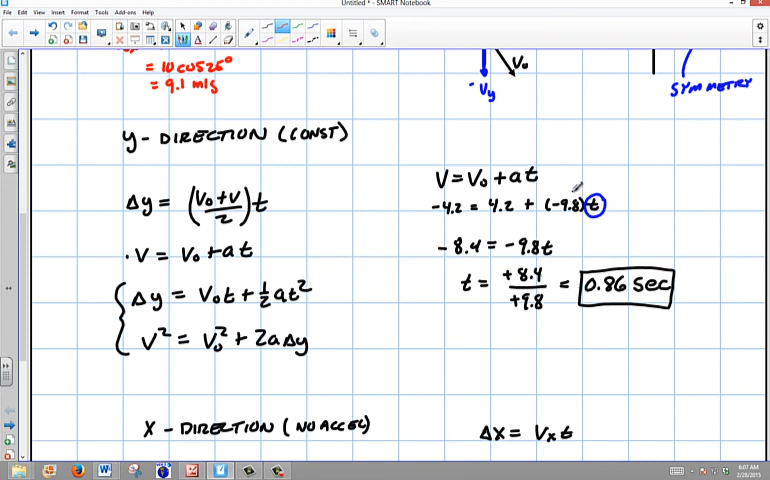 Untitled * - SMART Notebook
File Edit View Insert Format Tools Add-ons Help
= 10 cos25°
= 9.1 m/s
V₀
-Vy
SYMMETRY
y - DIRECTION (CONST)
Δy = (V₀+V/2)t
· V = V₀ + at
Δy = V₀t + ½at²
V² = V₀² + 2aΔy
V = V₀ + at
-4.2 = 4.2 + (-9.8)t
-8.4 = -9.8t
t = +8.4/+9.8 = 0.86 sec
X - DIRECTION (NO ACCEL)
Δx = Vxt
6:07 AM
2/28/2015